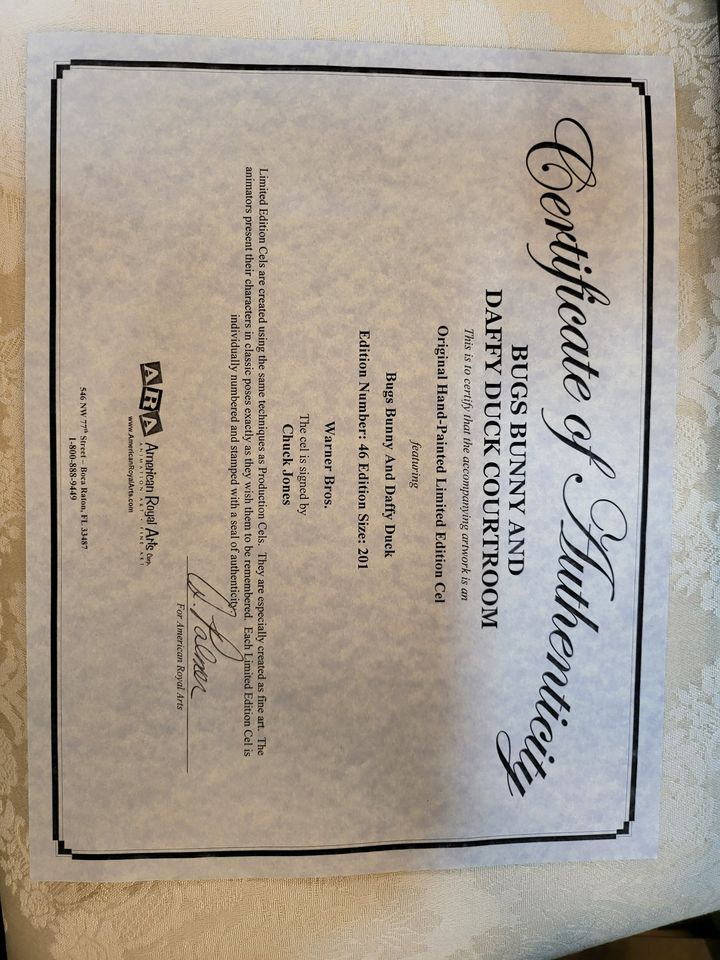 Certificate of Authenticity
BUGS BUNNY AND
DAFFY DUCK COURTROOM
This is to certify that the accompanying artwork is an
Original Hand-Painted Limited Edition Cel
featuring
Bugs Bunny And Daffy Duck
Edition Number: 46 Edition Size: 201
Warner Bros.
The cel is signed by
Chuck Jones
Limited Edition Cels are created using the same techniques as Production Cels. They are especially created as fine art. The
animators present their characters in classic poses exactly as they wish them to be remembered. Each Limited Edition Cel is
individually numbered and stamped with a seal of authenticity.
J. Palmer
For American Royal Arts
ARA American Royal Arts Corp.
ANIMATION ART · FINE ART
www.AmericanRoyalArts.com
546 NW 77th Street - Boca Raton, FL 33487
1-800-888-9449